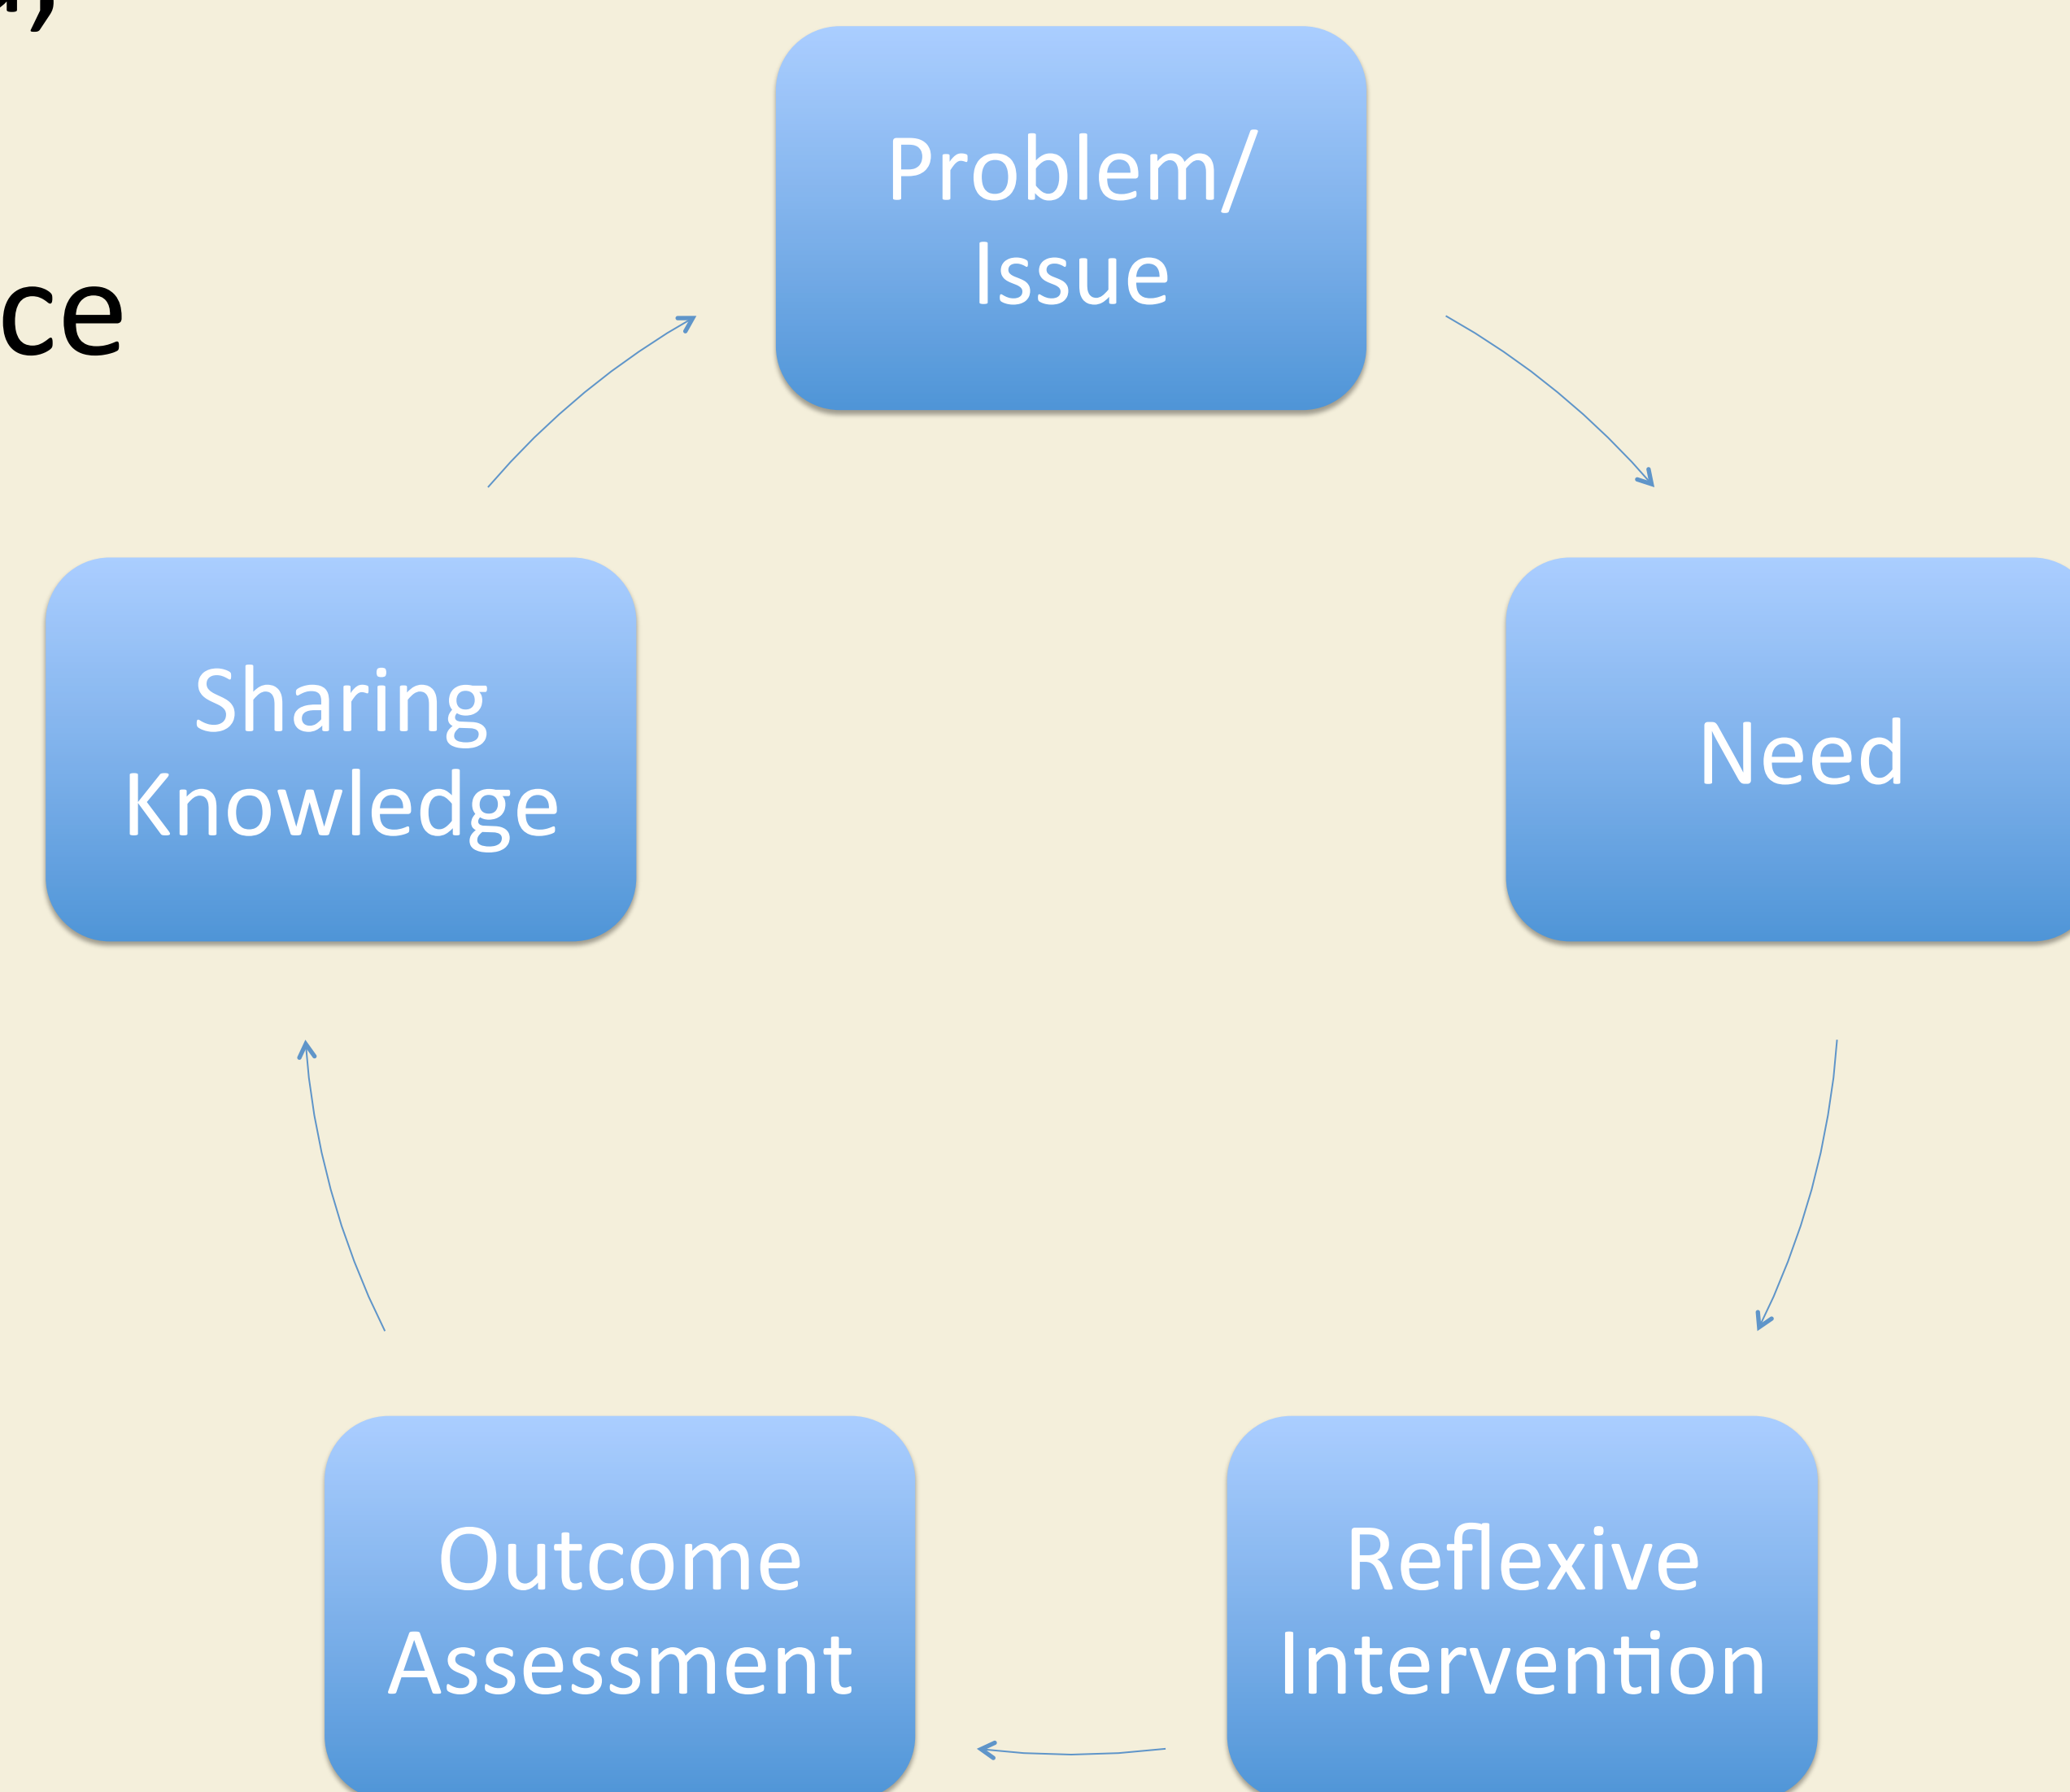 Problem/
Issue
ce
Sharing
Knowledge
Need
Outcome
Assessment
Reflexive
Intervention